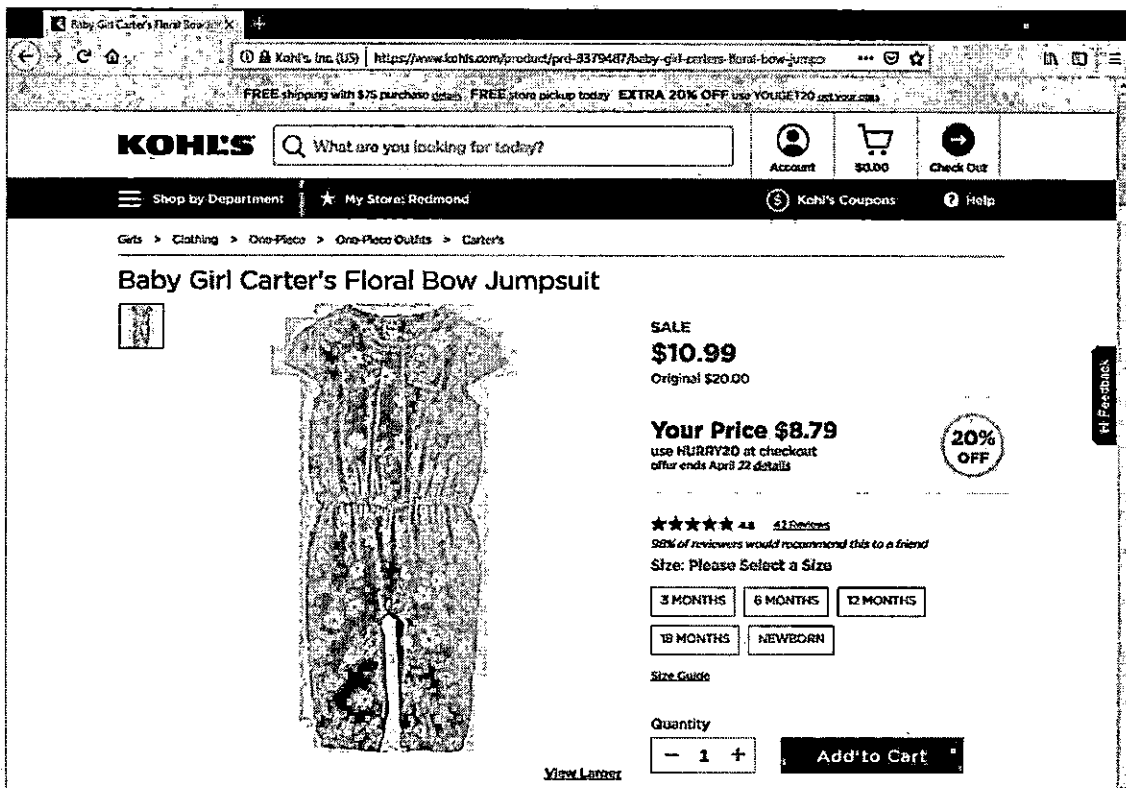 Baby Girl Carter's Floral Bow
Kohl's, Inc. (US) https://www.kohls.com/product/prd-3379487/baby-girl-carters-floral-bow-jumpsu
FREE shipping with $75 purchase details FREE store pickup today EXTRA 20% OFF use YOUGET20
KOHL'S
What are you looking for today?
Account
$0.00
Check Out
Shop by Department
My Store: Redmond
Kohl's Coupons
Help
Girls > Clothing > One-Piece > One-Piece Outfits > Carter's
Baby Girl Carter's Floral Bow Jumpsuit
SALE
$10.99
Original $20.00
Your Price $8.79
use HURRY20 at checkout
offer ends April 22 details
20%
OFF
Feedback
4.8 42 Reviews
98% of reviewers would recommend this to a friend
Size: Please Select a Size
3 MONTHS 6 MONTHS 12 MONTHS
18 MONTHS NEWBORN
Size Guide
Quantity
− 1 +
Add to Cart
View Larger